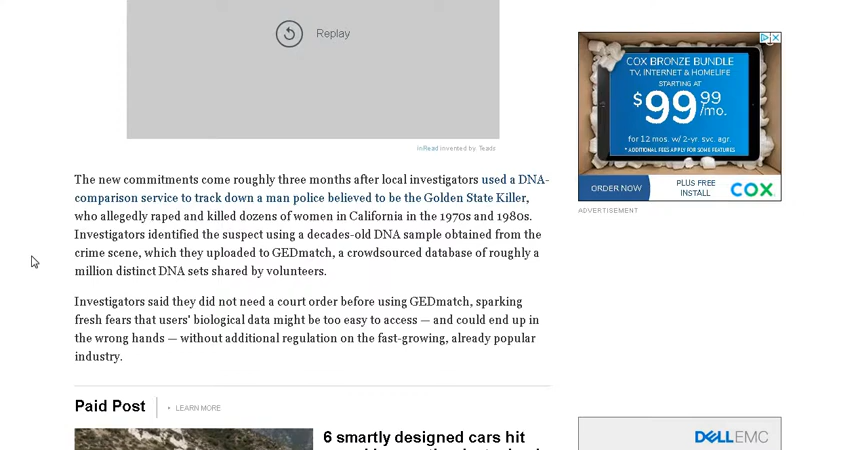 Replay
inRead invented by Teads
The new commitments come roughly three months after local investigators used a DNA-
comparison service to track down a man police believed to be the Golden State Killer,
who allegedly raped and killed dozens of women in California in the 1970s and 1980s.
Investigators identified the suspect using a decades-old DNA sample obtained from the
crime scene, which they uploaded to GEDmatch, a crowdsourced database of roughly a
million distinct DNA sets shared by volunteers.
Investigators said they did not need a court order before using GEDmatch, sparking
fresh fears that users' biological data might be too easy to access — and could end up in
the wrong hands — without additional regulation on the fast-growing, already popular
industry.
Paid Post
• LEARN MORE
6 smartly designed cars hit
COX BRONZE BUNDLE
TV, INTERNET & HOMELIFE
STARTING AT
$99 99 /mo.
for 12 mos. w/2-yr. svc. agr.
* ADDITIONAL FEES APPLY FOR SOME FEATURES
ORDER NOW
PLUS FREE
INSTALL
COX
ADVERTISEMENT
DELLEMC